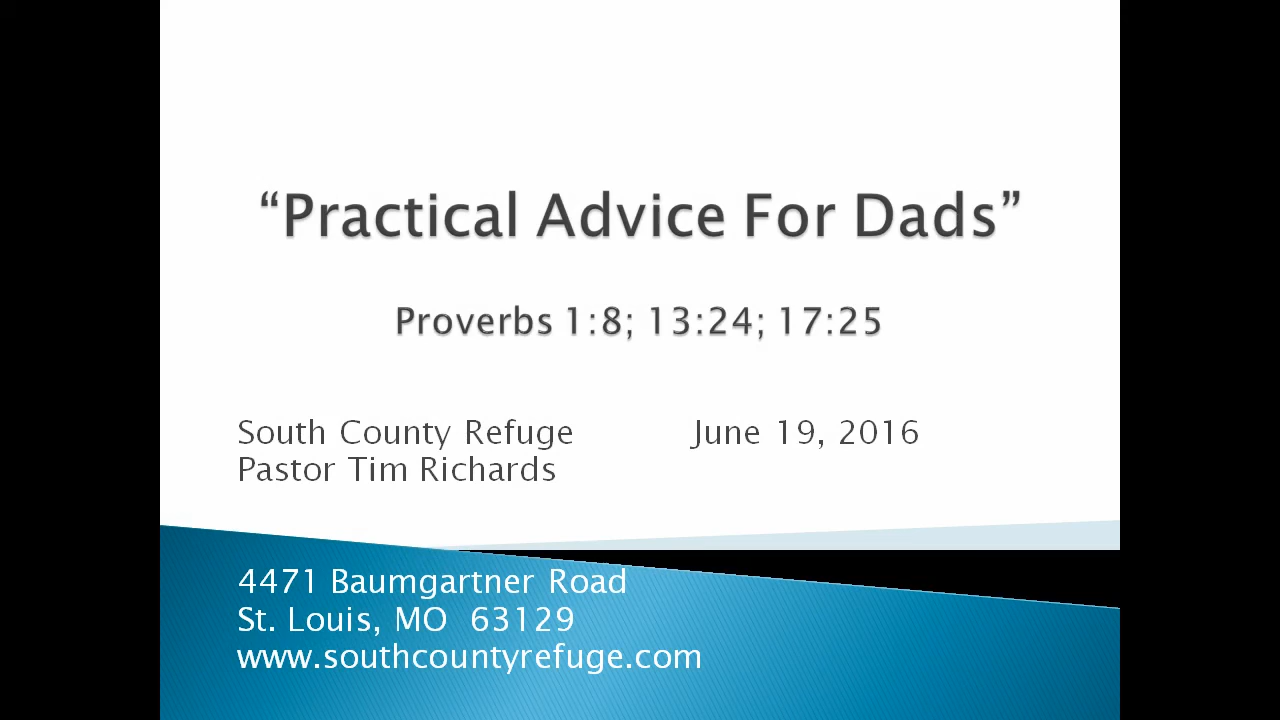 “Practical Advice For Dads”
Proverbs 1:8; 13:24; 17:25
South County Refuge June 19, 2016
Pastor Tim Richards
4471 Baumgartner Road
St. Louis, MO 63129
www.southcountyrefuge.com